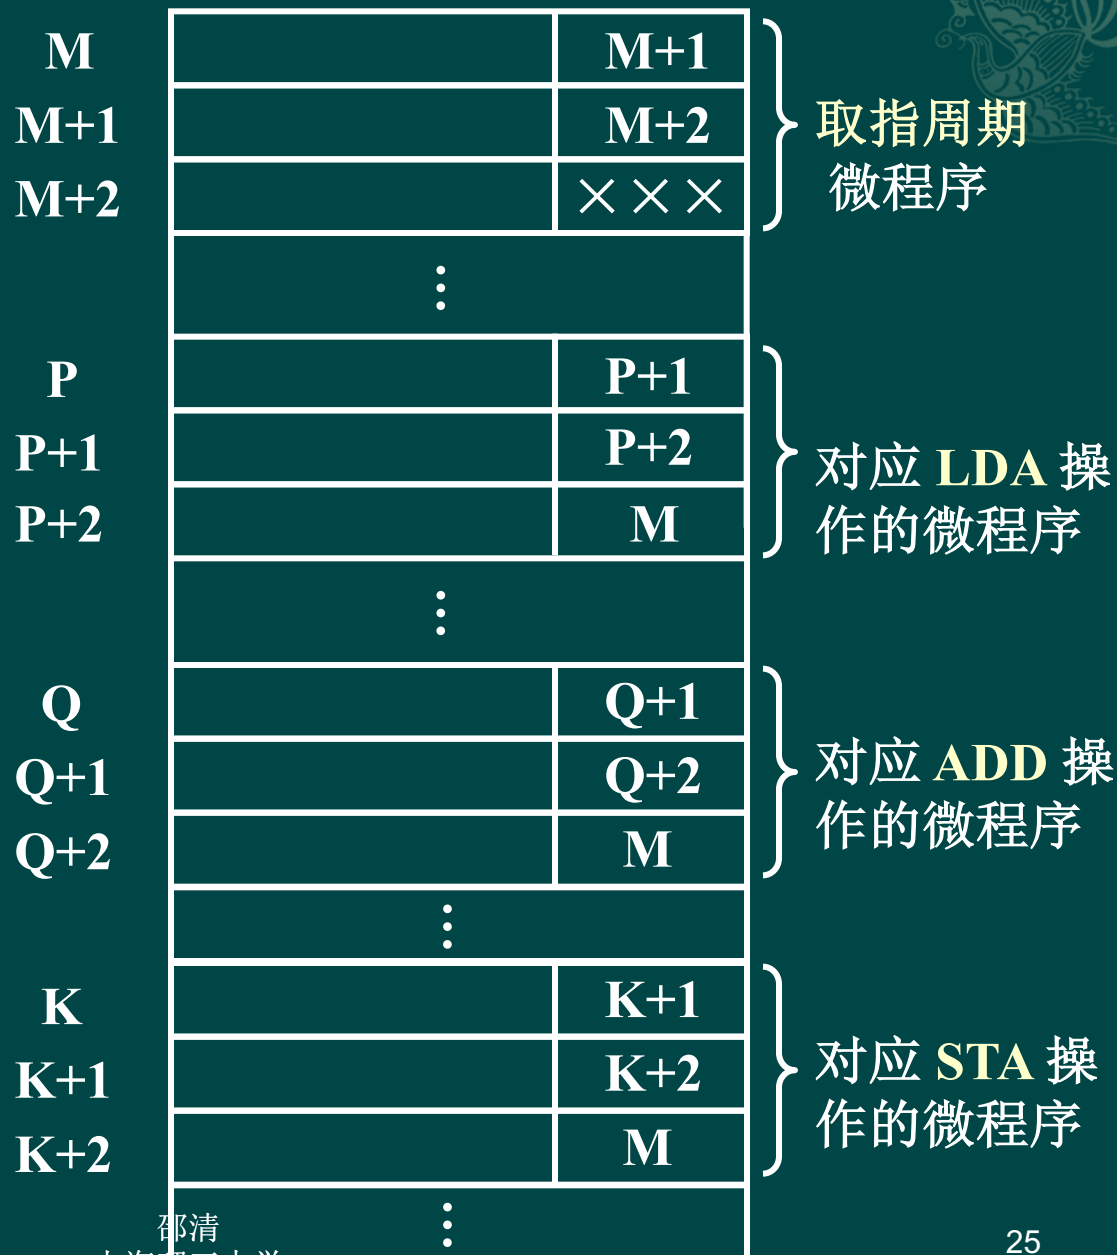 M M+1
M+1 M+2
M+2 ×××
取指周期
微程序
⋮
P P+1
P+1 P+2
P+2 M
对应 LDA 操
作的微程序
⋮
Q Q+1
Q+1 Q+2
Q+2 M
对应 ADD 操
作的微程序
⋮
K K+1
K+1 K+2
K+2 M
对应 STA 操
作的微程序
⋮
邵清
25